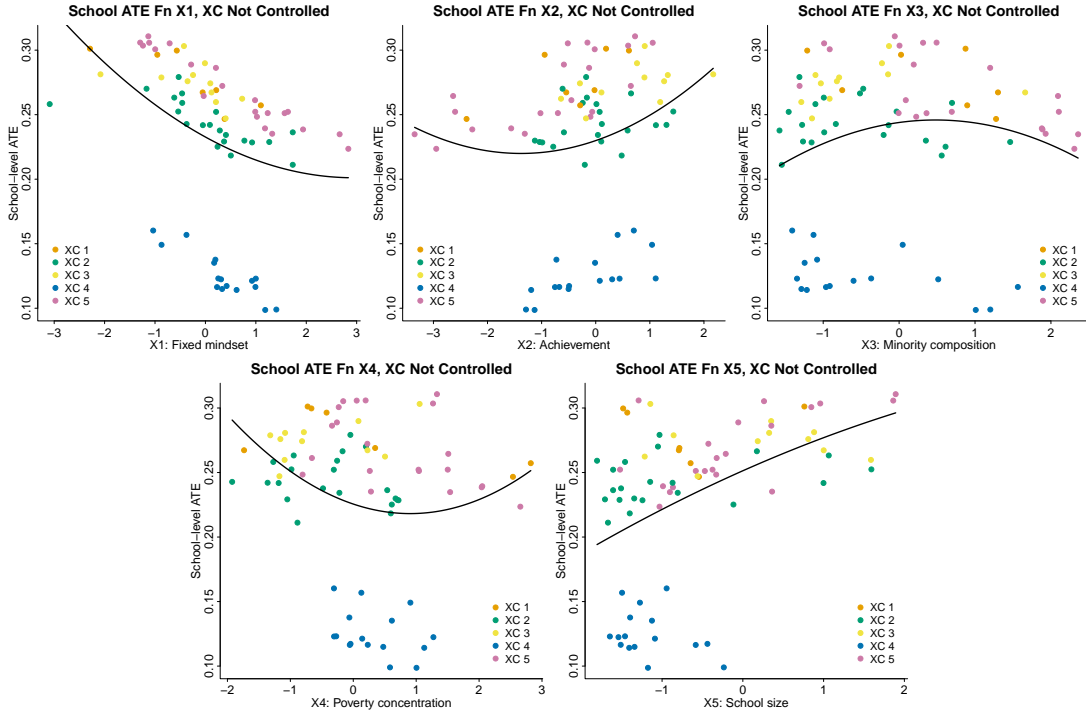 School ATE Fn X1, XC Not Controlled
School−level ATE
0.10 0.15 0.20 0.25 0.30
XC 1
XC 2
XC 3
XC 4
XC 5
−3 −2 −1 0 1 2 3
X1: Fixed mindset
School ATE Fn X2, XC Not Controlled
School−level ATE
0.10 0.15 0.20 0.25 0.30
XC 1
XC 2
XC 3
XC 4
XC 5
−3 −2 −1 0 1 2
X2: Achievement
School ATE Fn X3, XC Not Controlled
School−level ATE
0.10 0.15 0.20 0.25 0.30
XC 1
XC 2
XC 3
XC 4
XC 5
−1 0 1 2
X3: Minority composition
School ATE Fn X4, XC Not Controlled
School−level ATE
0.10 0.15 0.20 0.25 0.30
XC 1
XC 2
XC 3
XC 4
XC 5
−2 −1 0 1 2 3
X4: Poverty concentration
School ATE Fn X5, XC Not Controlled
School−level ATE
0.10 0.15 0.20 0.25 0.30
XC 1
XC 2
XC 3
XC 4
XC 5
−1 0 1 2
X5: School size